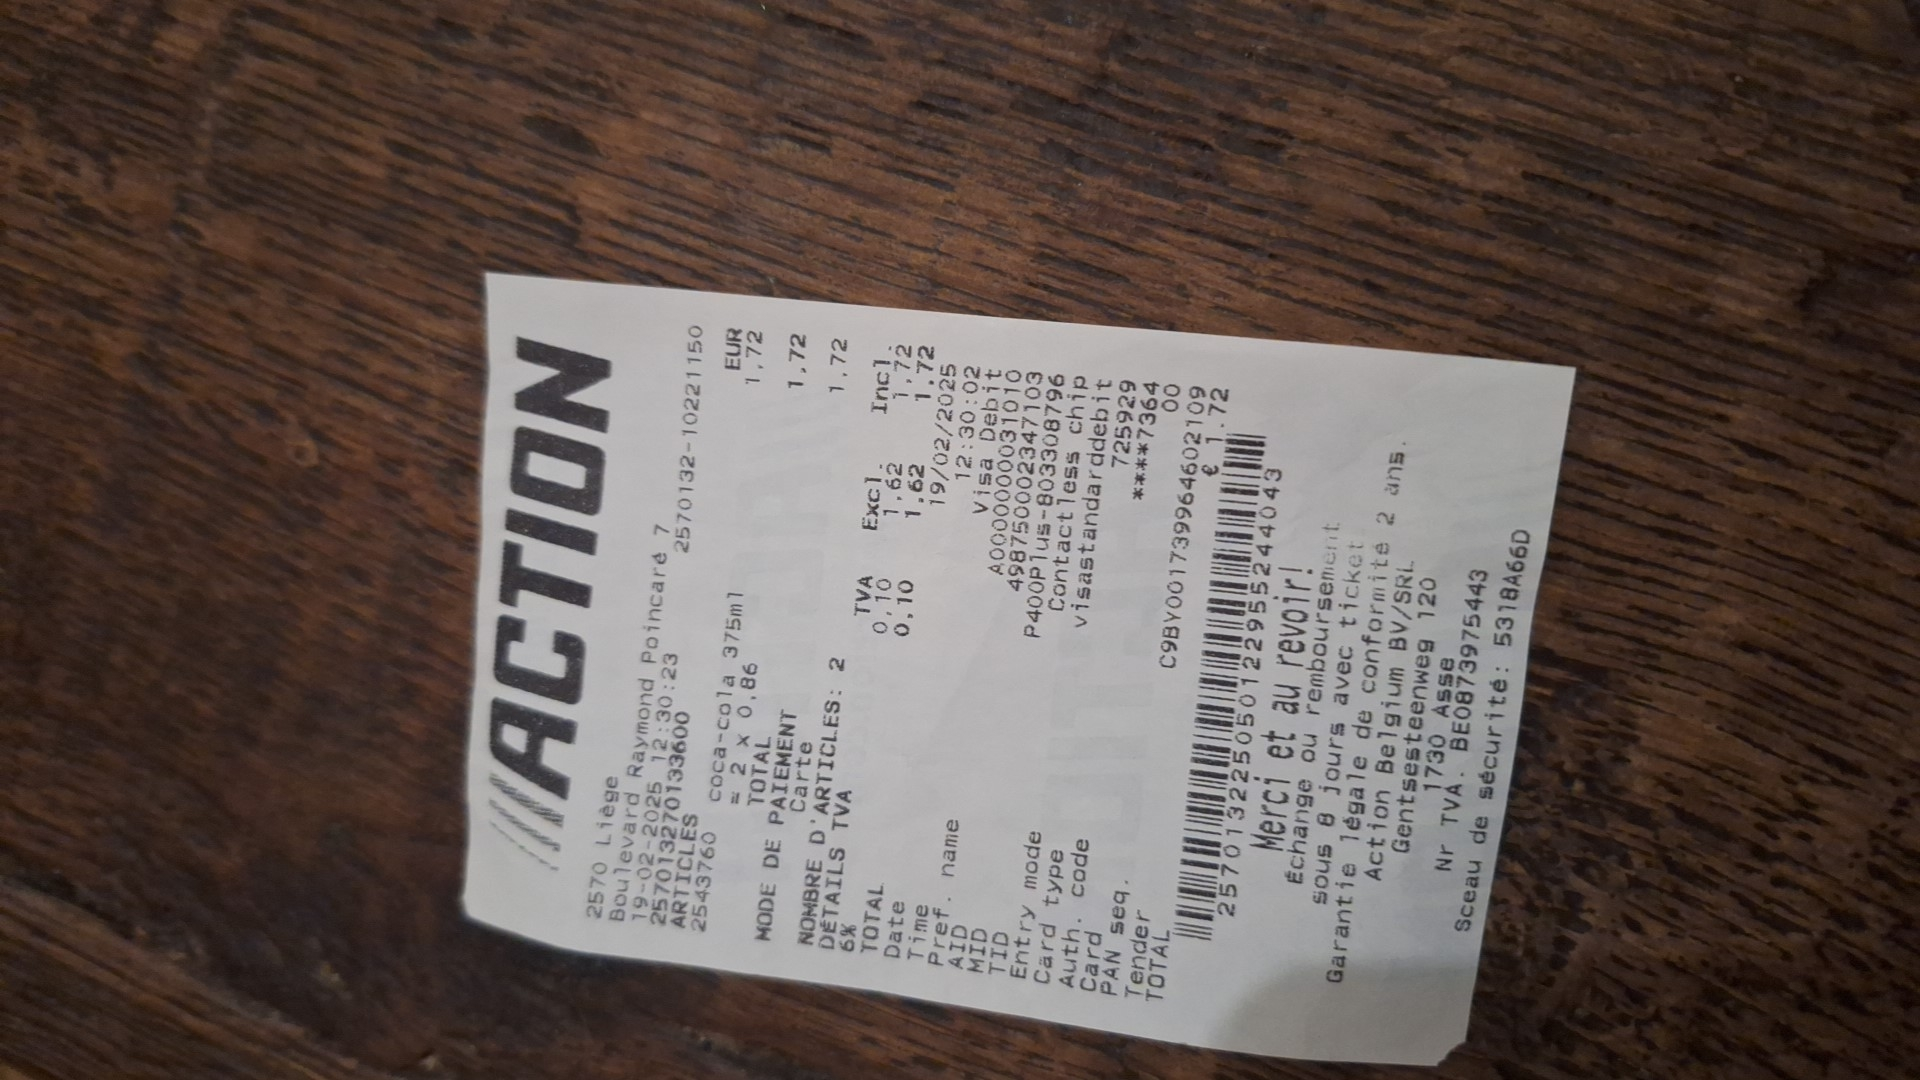 ACTION
2570 Liège
Boulevard Raymond Poincaré 7
19-02-2025 12:30:23 2570132-10221150
2570132701133600
ARTICLES EUR
2543760 coca-cola 375ml 1,72
= 2 x 0,86
TOTAL 1,72
MODE DE PAIEMENT
Carte 1,72
NOMBRE D'ARTICLES: 2
DÉTAILS TVA TVA Excl. Incl.
6% 0,10 1,62 1,72
TOTAL 0,10 1.62 1.72
Date 19/02/2025
Time 12:30:02
Pref. name Visa Debit
AID A0000000031010
MID 498750002347103
TID P400Plus-803308796
Entry mode Contactless chip
Card type visastandarddebit
Auth. code 725929
Card ****7364
PAN seq. 00
Tender C9BY001739964602109
TOTAL € 1.72
257013225050122955244043
Merci et au revoir!
Échange ou remboursement
sous 8 jours avec ticket
Garantie légale de conformité 2 ans.
Action Belgium BV/SRL
Gentsesteenweg 120
1730 Asse
Nr TVA. BE0873975443
Sceau de sécurité: 5318A66D